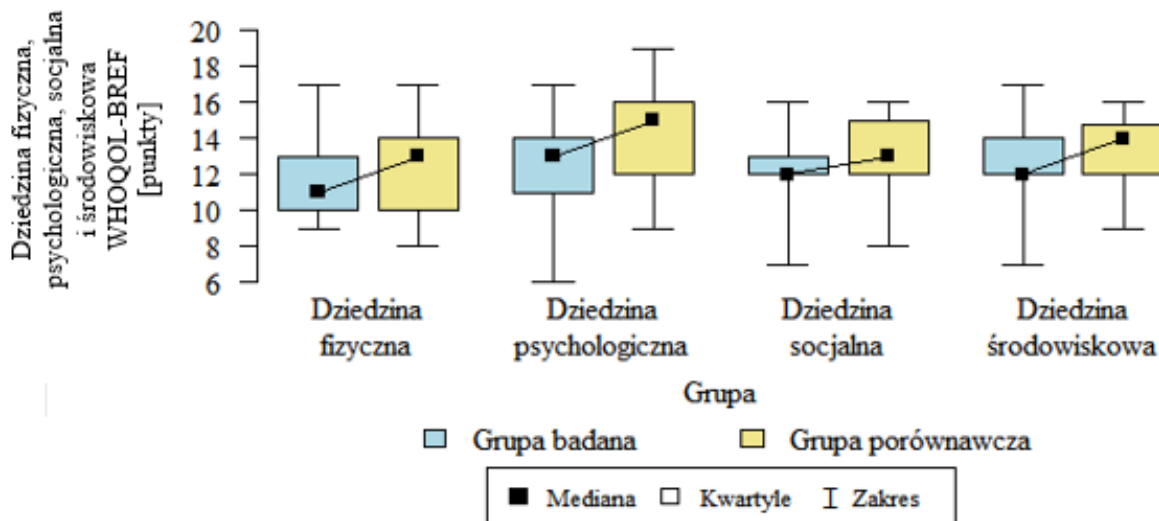 Dziedzina fizyczna,
psychologiczna, socjalna
i środowiskowa
WHOQOL-BREF
[punkty]
20
18
16
14
12
10
8
6
Dziedzina
fizyczna
Dziedzina
psychologiczna
Dziedzina
socjalna
Dziedzina
środowiskowa
Grupa
Grupa badana
Grupa porównawcza
Mediana Kwartyle Zakres